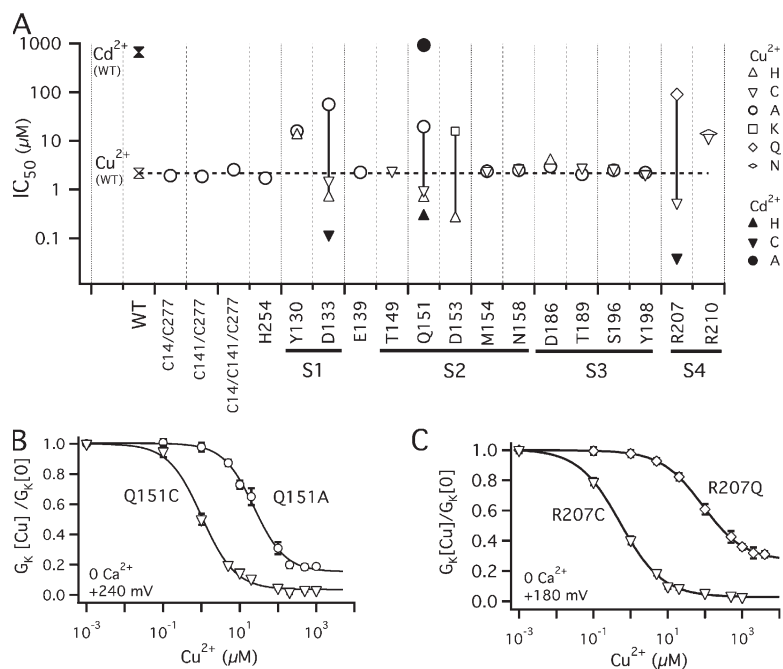 A
1000
100
10
1
0.1
IC50 (µM)
Cd2+
(WT)
Cu2+
(WT)
Cu2+
H
C
A
K
Q
N
Cd2+
H
C
A
WT
C14/C277
C141/C277
C14/C141/C277
H254
Y130
D133
E139
T149
Q151
D153
M154
N158
D186
T189
S196
Y198
R207
R210
S1
S2
S3
S4
B
GK [Cu] /GK[0]
1.0
0.8
0.6
0.4
0.2
0.0
Q151C
Q151A
0 Ca2+
+240 mV
10-3
10-1
101
103
Cu2+ (µM)
C
GK[Cu]/GK[0]
1.0
0.8
0.6
0.4
0.2
0.0
R207C
R207Q
0 Ca2+
+180 mV
10-3
10-1
101
103
Cu2+ (µM)